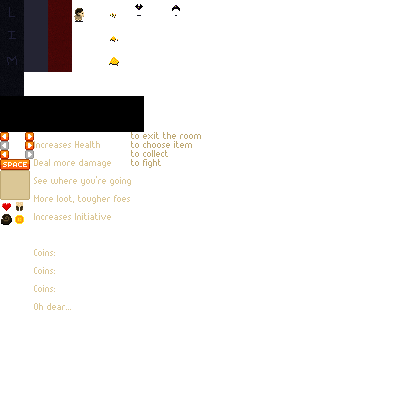 L
I
M
to exit the room
Increases Health
to choose item
to collect
SPACE
Deal more damage
to fight
See where you're going
More loot, tougher foes
Increases Initiative
Coins:
Coins:
Coins:
Oh dear...